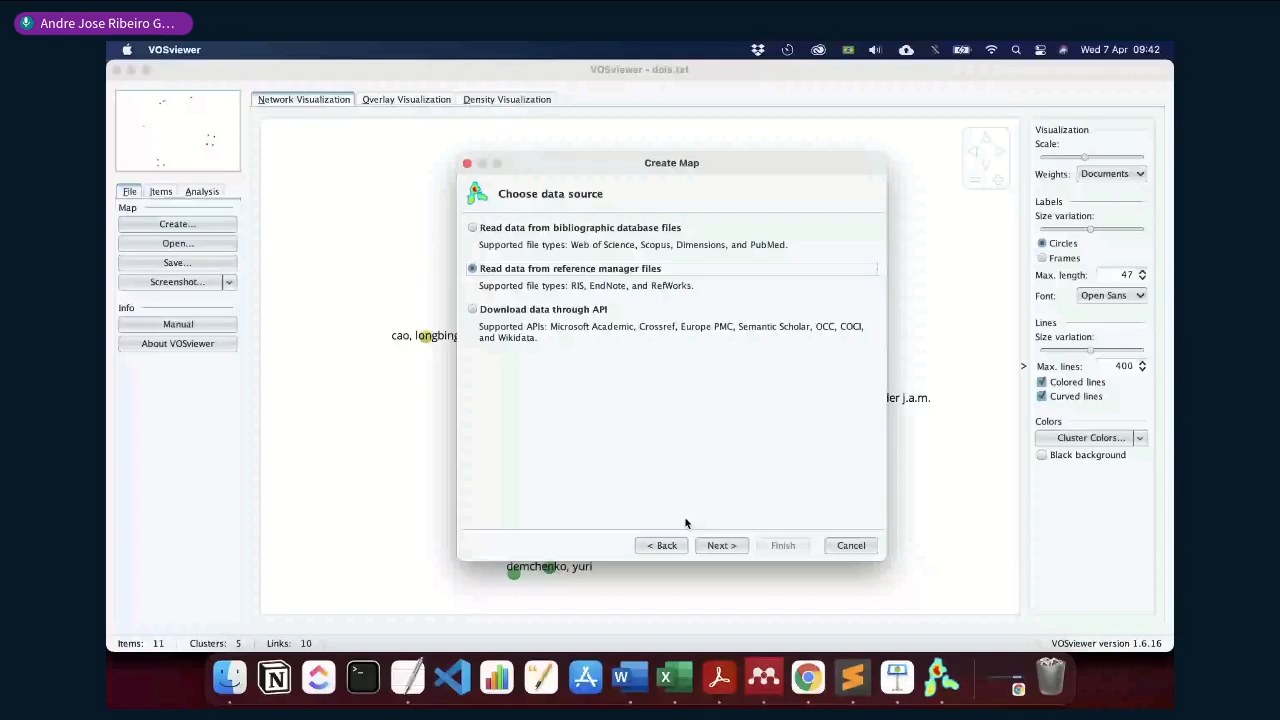 Andre Jose Ribeiro G...
VOSviewer
Wed 7 Apr 09:42
VOSviewer - dois.txt
Network Visualization
Overlay Visualization
Density Visualization
File
Items
Analysis
Map
Create...
Open...
Save...
Screenshot...
Info
Manual
About VOSviewer
Create Map
Choose data source
Read data from bibliographic database files
Supported file types: Web of Science, Scopus, Dimensions, and PubMed.
Read data from reference manager files
Supported file types: RIS, EndNote, and RefWorks.
Download data through API
Supported APIs: Microsoft Academic, Crossref, Europe PMC, Semantic Scholar, OCC, COCI,
and Wikidata.
< Back
Next >
Finish
Cancel
cao, longbing
der j.a.m.
demchenko, yuri
Visualization
Scale:
Weights: Documents
Labels
Size variation:
Circles
Frames
Max. length: 47
Font: Open Sans
Lines
Size variation:
>
Max. lines: 400
Colored lines
Curved lines
Colors
Cluster Colors...
Black background
Items: 11 Clusters: 5 Links: 10
VOSviewer version 1.6.16